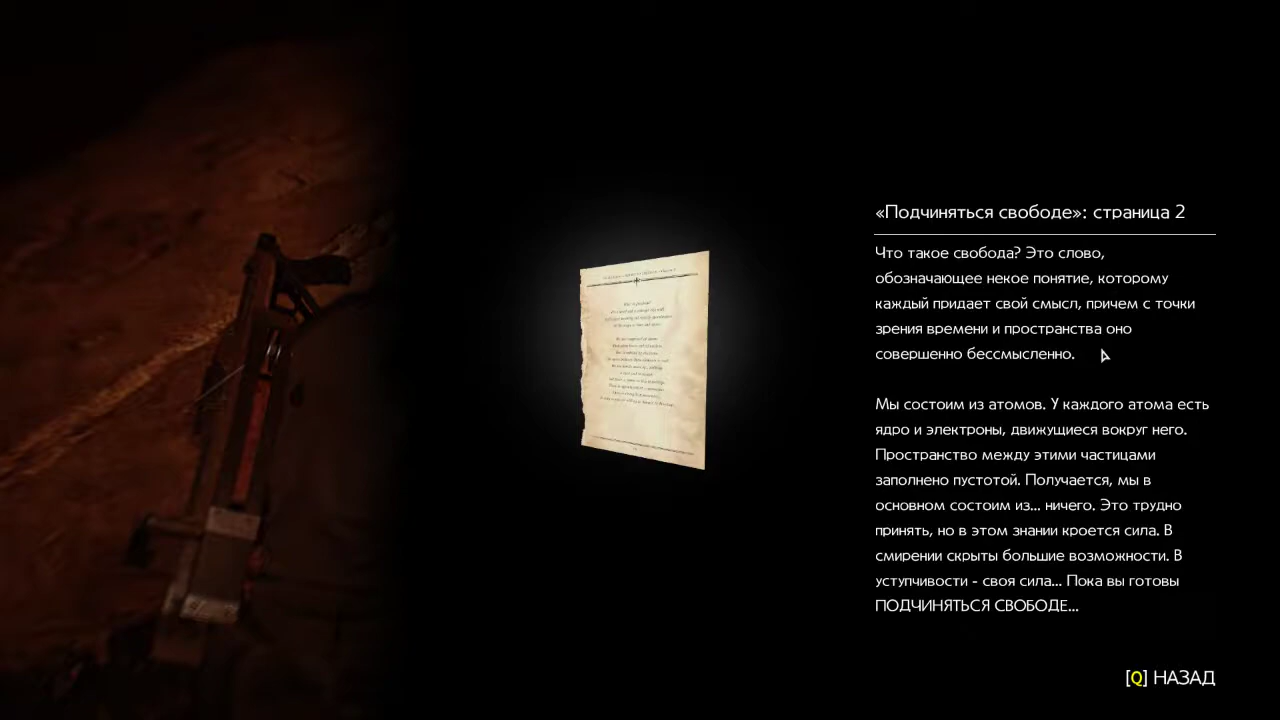 «Подчиняться свободе»: страница 2
Что такое свобода? Это слово,
обозначающее некое понятие, которому
каждый придает свой смысл, причем с точки
зрения времени и пространства оно
совершенно бессмысленно.
Мы состоим из атомов. У каждого атома есть
ядро и электроны, движущиеся вокруг него.
Пространство между этими частицами
заполнено пустотой. Получается, мы в
основном состоим из... ничего. Это трудно
принять, но в этом знании кроется сила. В
смирении скрыты большие возможности. В
уступчивости - своя сила... Пока вы готовы
ПОДЧИНЯТЬСЯ СВОБОДЕ...
[Q] НАЗАД